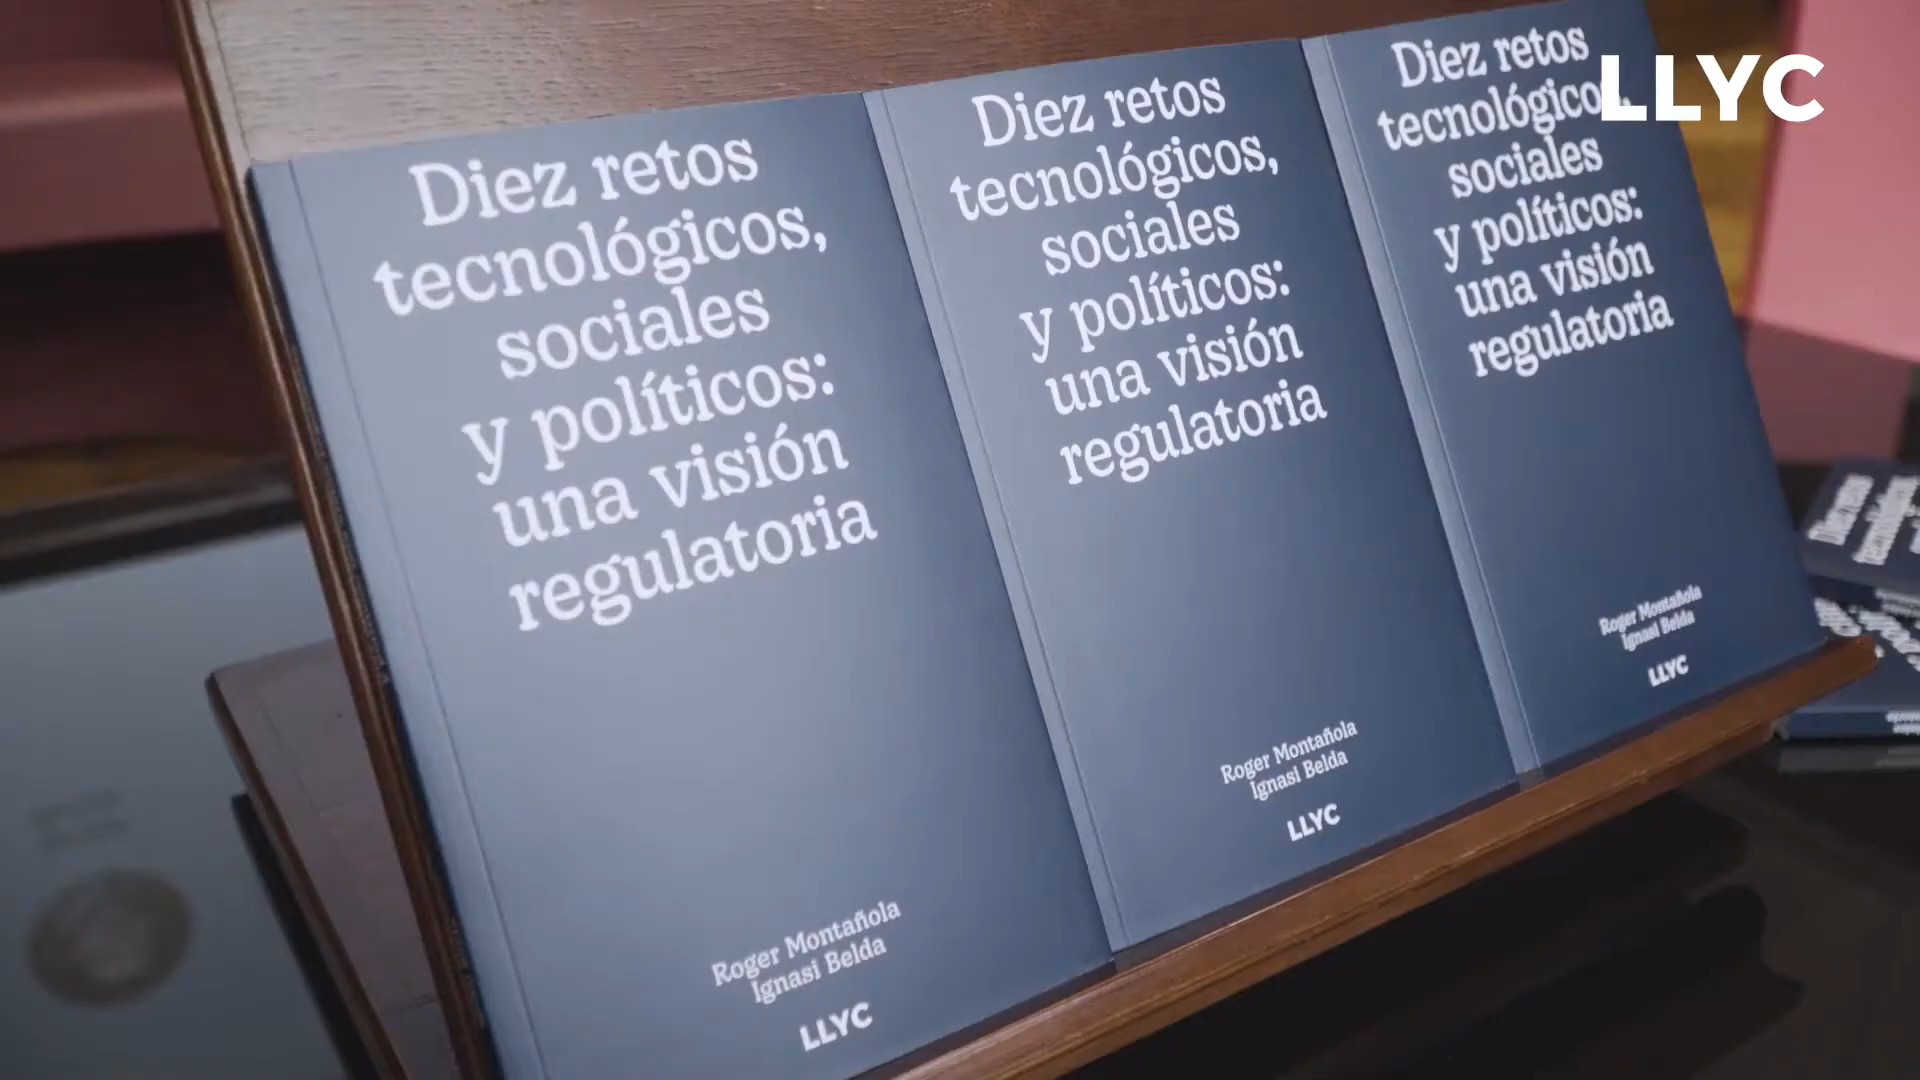 LLYC
Diez retos
tecnológicos,
sociales
y políticos:
una visión
regulatoria
Roger Montañola
Ignasi Belda
LLYC
Diez retos
tecnológicos,
sociales
y políticos:
una visión
regulatoria
Roger Montañola
Ignasi Belda
LLYC
Diez retos
tecnológicos,
sociales
y políticos:
una visión
regulatoria
Roger Montañola
Ignasi Belda
LLYC